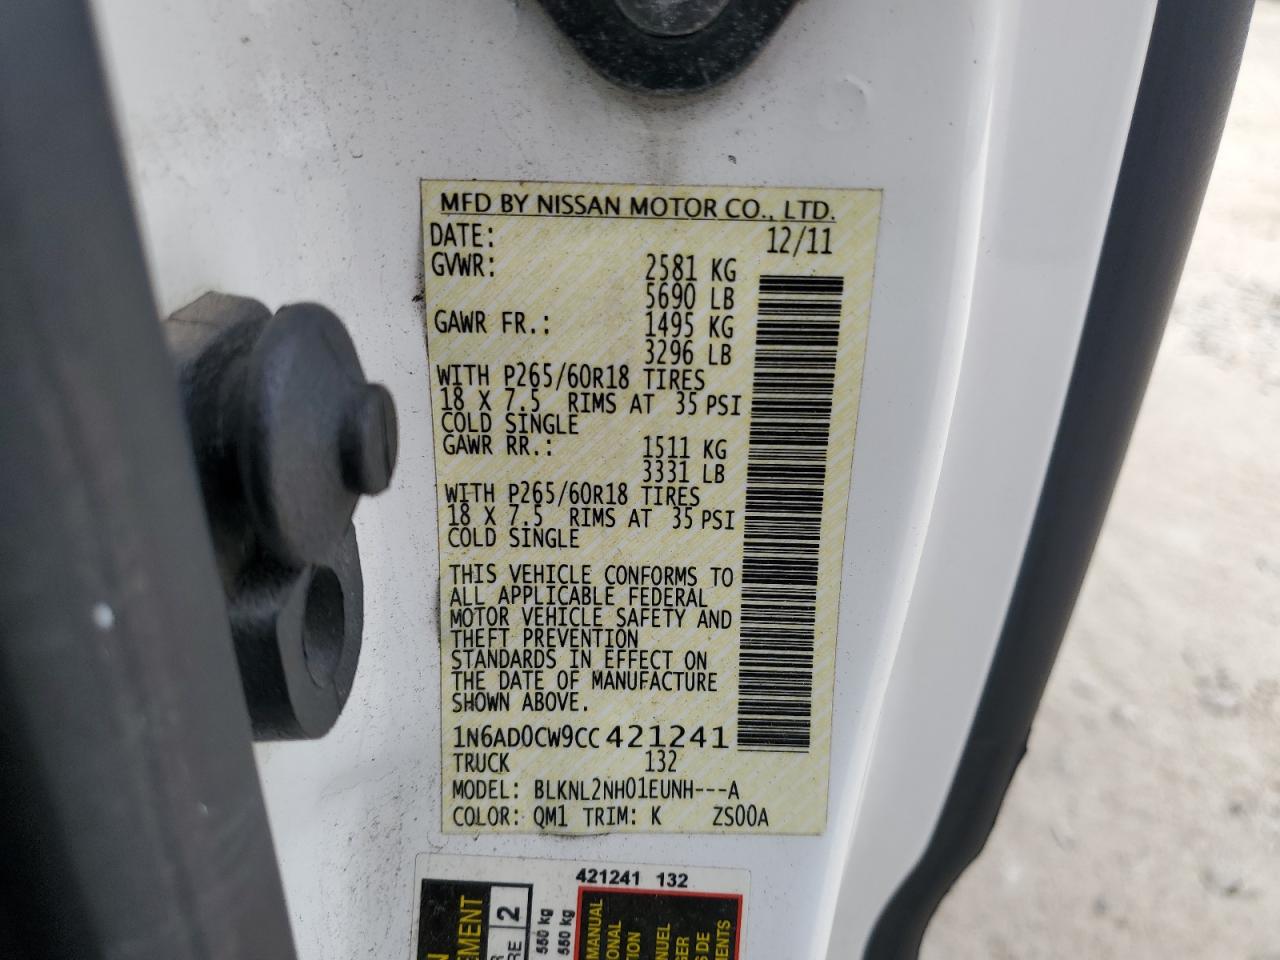 MFD BY NISSAN MOTOR CO., LTD.
DATE: 12/11
GVWR: 2581 KG
5690 LB
GAWR FR.: 1495 KG
3296 LB
WITH P265/60R18 TIRES
18 X 7.5 RIMS AT 35 PSI
COLD SINGLE
GAWR RR.: 1511 KG
3331 LB
WITH P265/60R18 TIRES
18 X 7.5 RIMS AT 35 PSI
COLD SINGLE
THIS VEHICLE CONFORMS TO
ALL APPLICABLE FEDERAL
MOTOR VEHICLE SAFETY AND
THEFT PREVENTION
STANDARDS IN EFFECT ON
THE DATE OF MANUFACTURE
SHOWN ABOVE.
1N6AD0CW9CC421241
TRUCK 132
MODEL: BLKNL2NH01EUNH---A
COLOR: QM1 TRIM: K ZS00A
421241 132
2
550 kg
550 kg
MANUAL